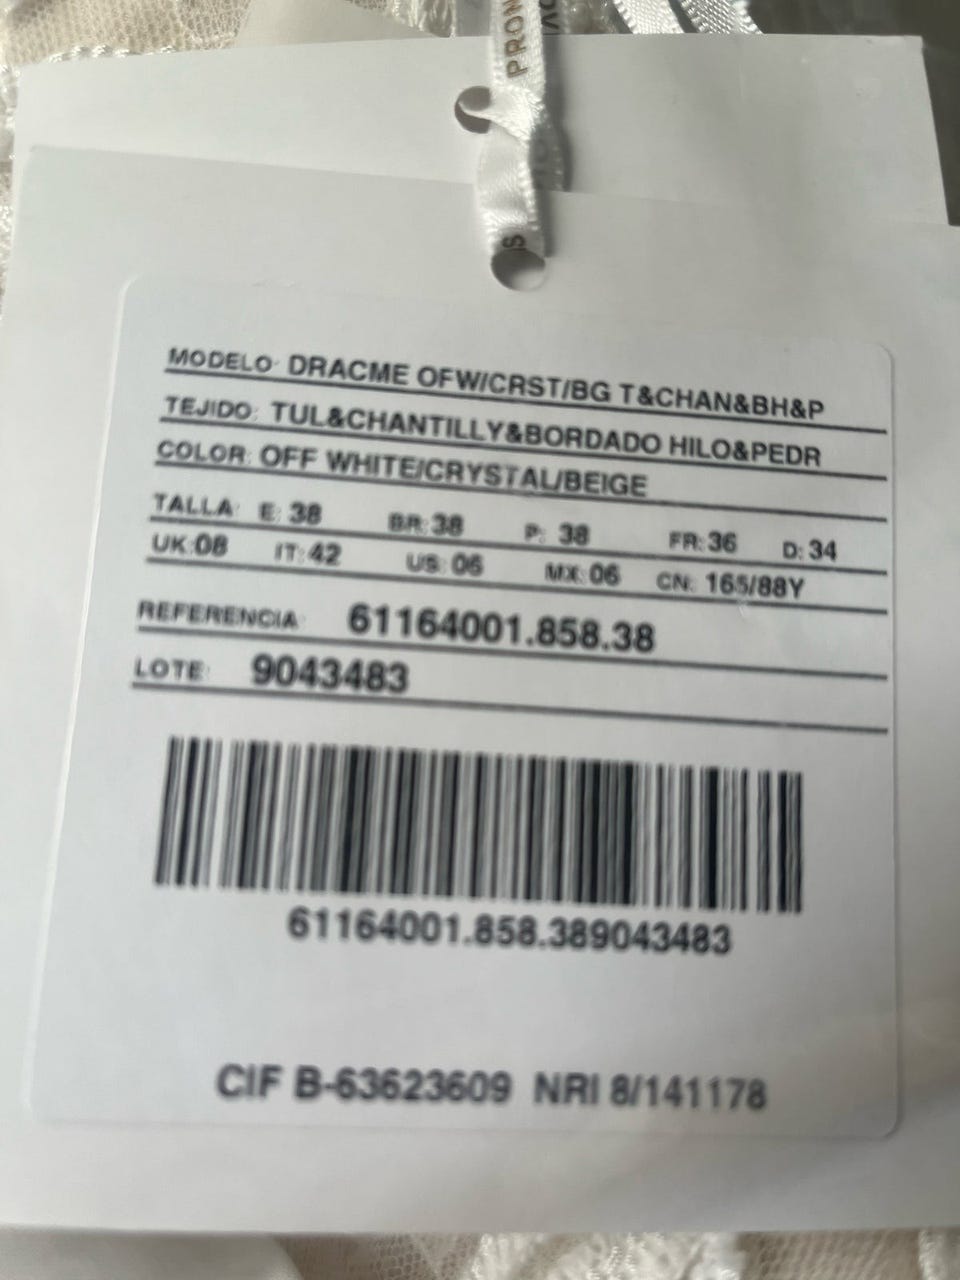 PRON
MODELO: DRACME OFW/CRST/BG T&CHAN&BH&P
TEJIDO: TUL&CHANTILLY&BORDADO HILO&PEDR
COLOR: OFF WHITE/CRYSTAL/BEIGE
TALLA: E: 38 BR: 38 P: 38 FR: 36 D: 34
UK: 08 IT: 42 US: 06 MX: 06 CN: 165/88Y
REFERENCIA: 61164001.858.38
LOTE: 9043483
61164001.858.389043483
CIF B-63623609 NRI 8/141178